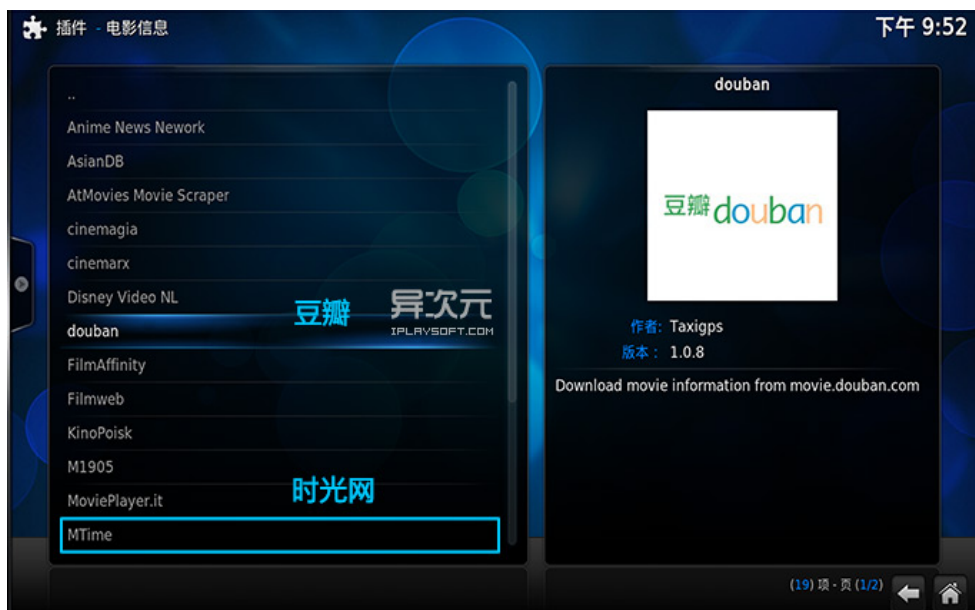 插件 - 电影信息
下午 9:52
..
Anime News Nework
AsianDB
AtMovies Movie Scraper
cinemagia
cinemarx
Disney Video NL
douban
豆瓣
异次元
IPLAYSOFT.COM
FilmAffinity
Filmweb
KinoPoisk
M1905
MoviePlayer.it
时光网
MTime
douban
豆瓣douban
作者: Taxigps
版本： 1.0.8
Download movie information from movie.douban.com
(19) 项 - 页 (1/2)